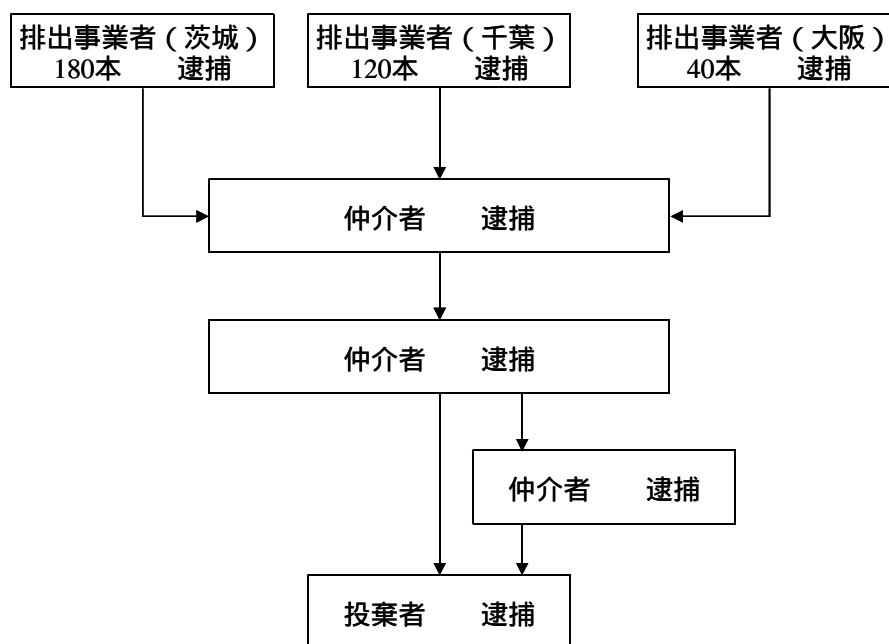 排出事業者（茨城）
180本　　逮捕
排出事業者（千葉）
120本　　逮捕
排出事業者（大阪）
40本　　逮捕
仲介者　　逮捕
仲介者　　逮捕
仲介者　　逮捕
投棄者　　逮捕